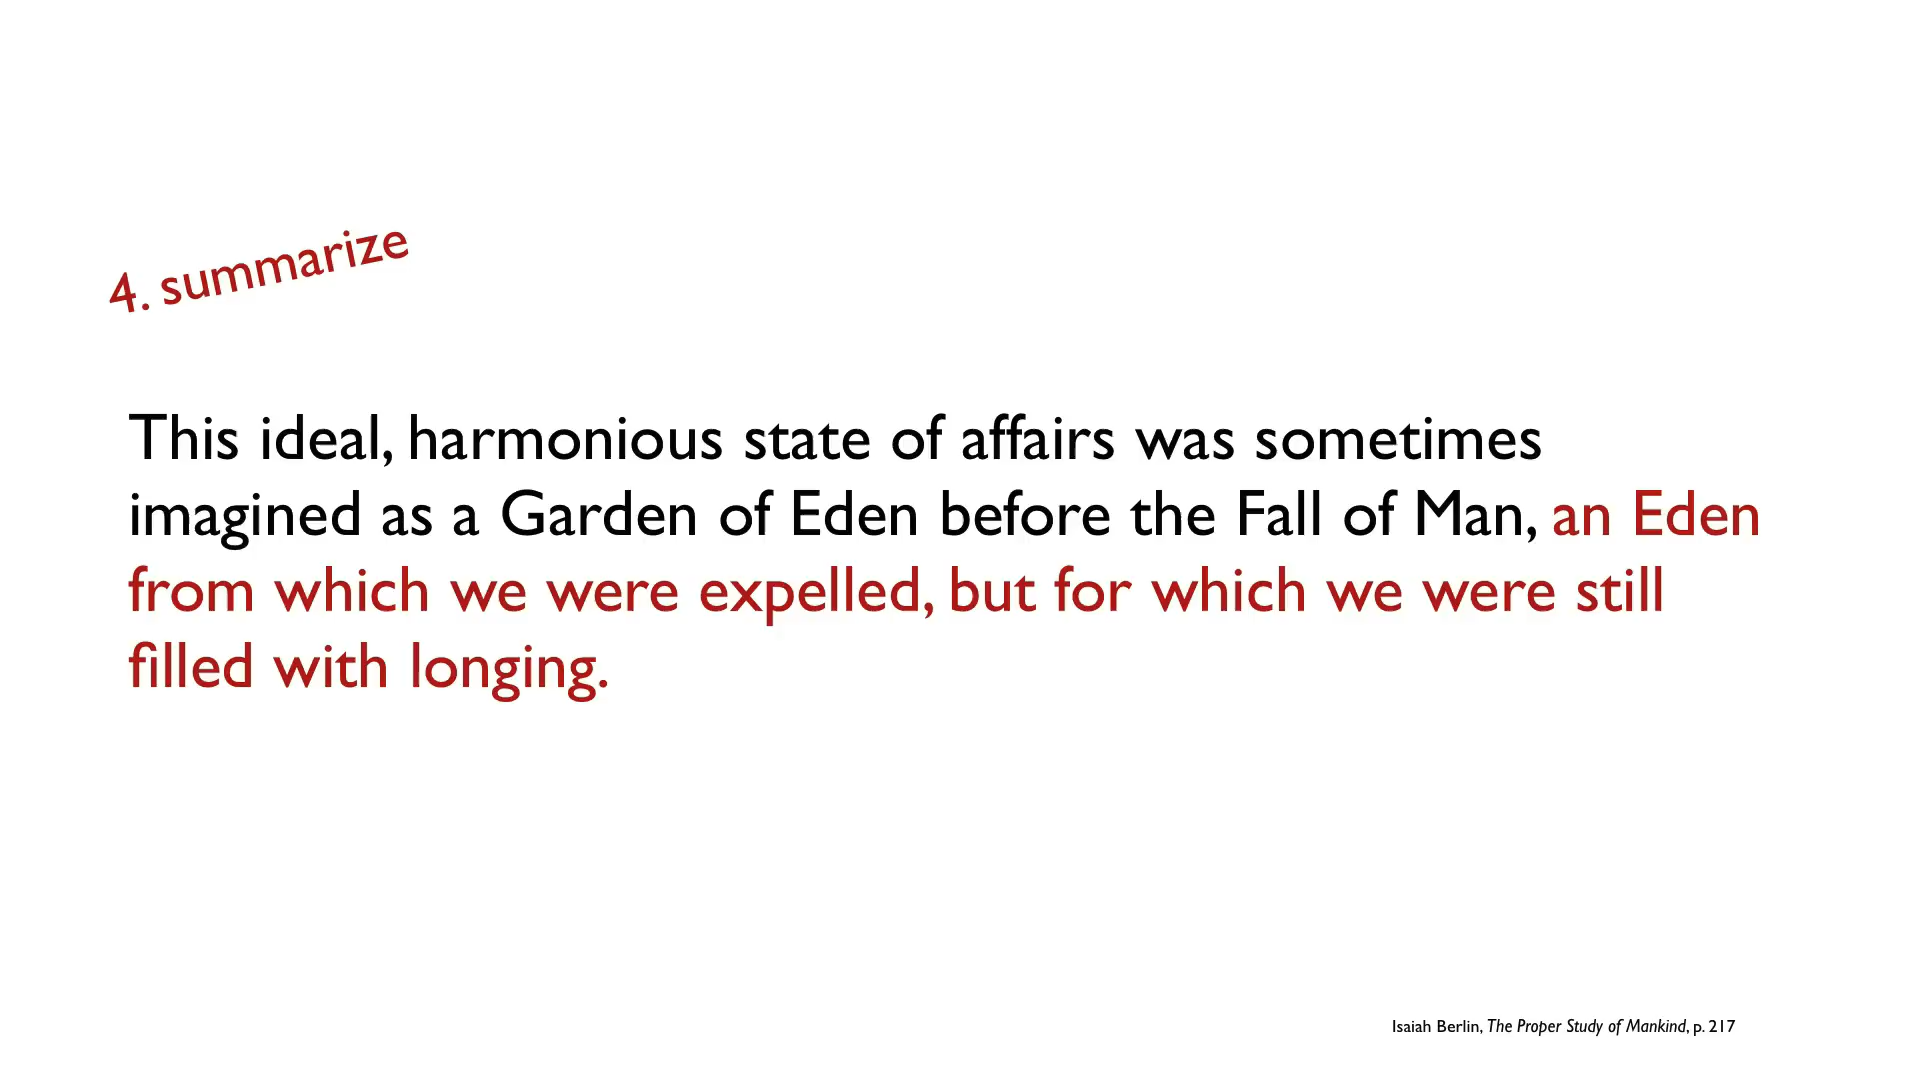 4. summarize
This ideal, harmonious state of affairs was sometimes
imagined as a Garden of Eden before the Fall of Man, an Eden
from which we were expelled, but for which we were still
filled with longing.
Isaiah Berlin, The Proper Study of Mankind, p. 217